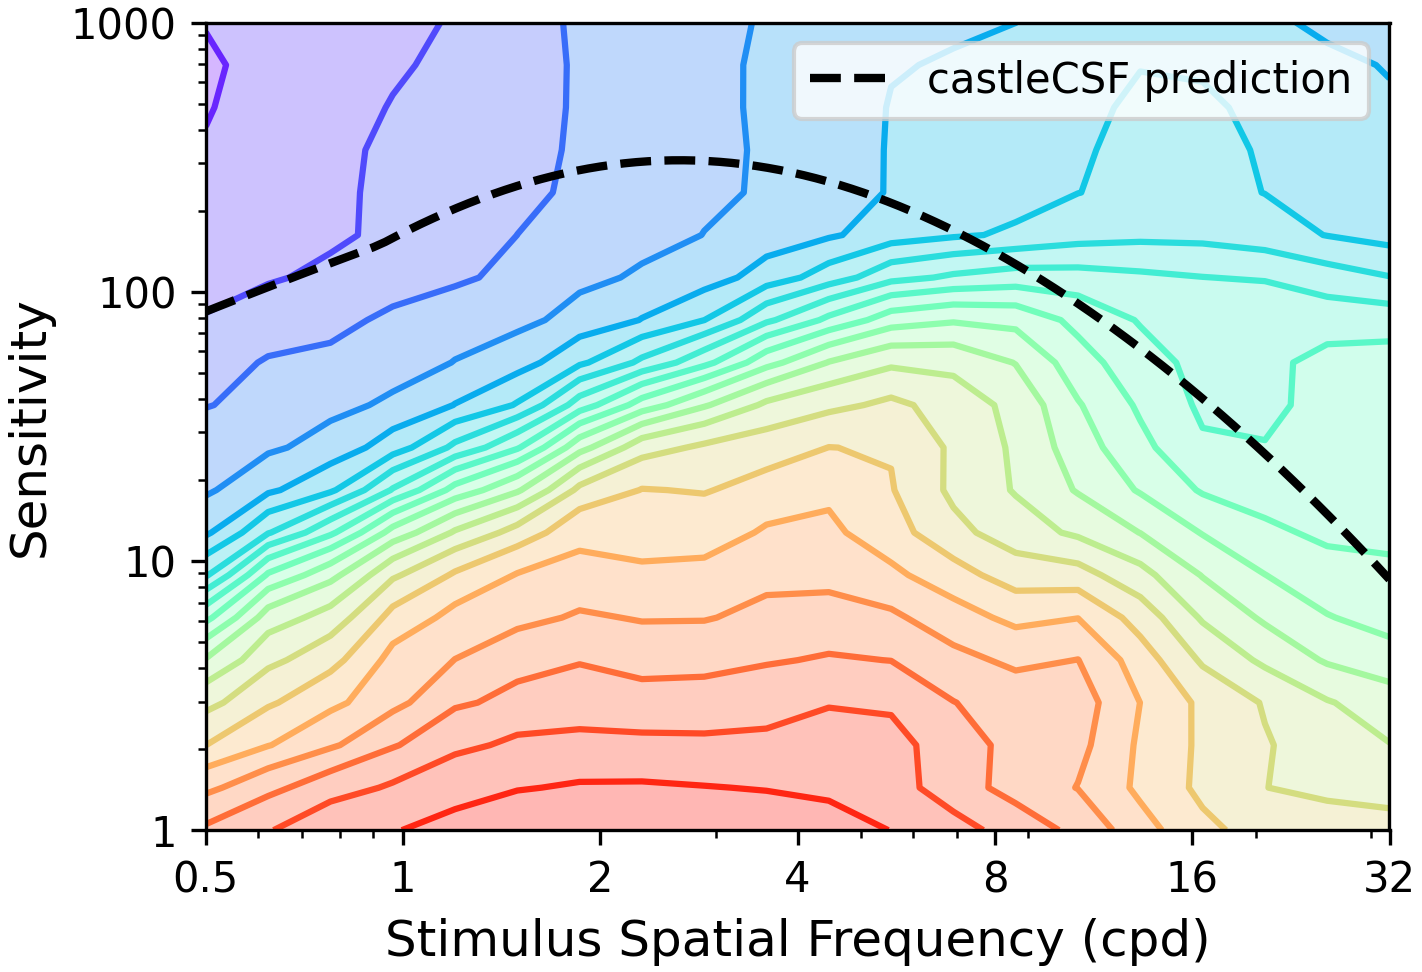 1000
100
10
1
Sensitivity
castleCSF prediction
0.5 1 2 4 8 16 32
Stimulus Spatial Frequency (cpd)